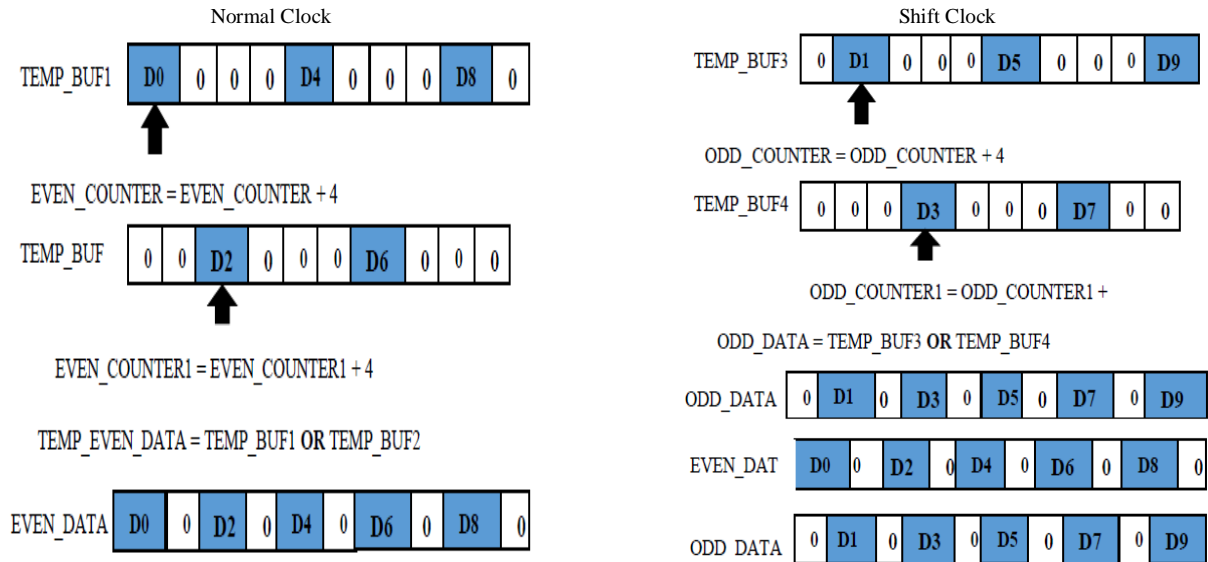 Normal Clock
TEMP_BUF1 D0 0 0 0 D4 0 0 0 D8 0
EVEN_COUNTER = EVEN_COUNTER + 4
TEMP_BUF 0 0 D2 0 0 0 D6 0 0 0
EVEN_COUNTER1 = EVEN_COUNTER1 + 4
TEMP_EVEN_DATA = TEMP_BUF1 OR TEMP_BUF2
EVEN_DATA D0 0 D2 0 D4 0 D6 0 D8 0
Shift Clock
TEMP_BUF3 0 D1 0 0 0 D5 0 0 0 D9
ODD_COUNTER = ODD_COUNTER + 4
TEMP_BUF4 0 0 0 D3 0 0 0 D7 0 0
ODD_COUNTER1 = ODD_COUNTER1 +
ODD_DATA = TEMP_BUF3 OR TEMP_BUF4
ODD_DATA 0 D1 0 D3 0 D5 0 D7 0 D9
EVEN_DAT D0 0 D2 0 D4 0 D6 0 D8 0
ODD DATA 0 D1 0 D3 0 D5 0 D7 0 D9